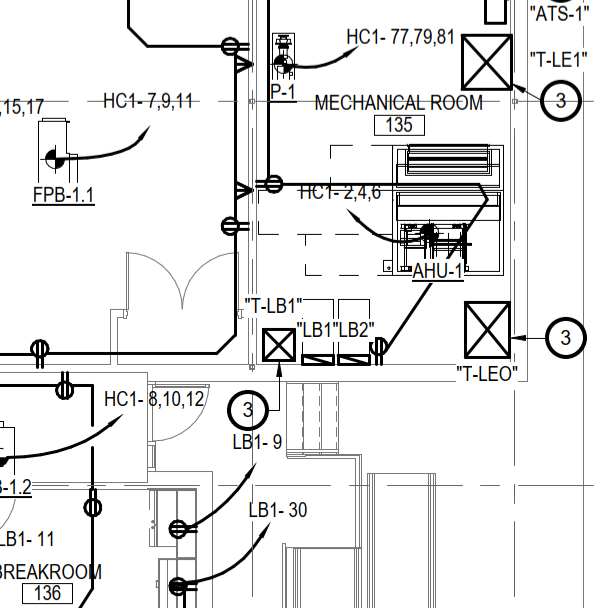 "ATS-1"
HC1- 77,79,81
"T-LE1"
P-1
,15,17
HC1- 7,9,11
MECHANICAL ROOM
3
135
FPB-1.1
HC1- 2,4,6
AHU-1
"T-LB1"
"LB1"
"LB2"
3
"T-LEO"
HC1- 8,10,12
3
LB1- 9
-1.2
LB1- 30
LB1- 11
BREAKROOM
136